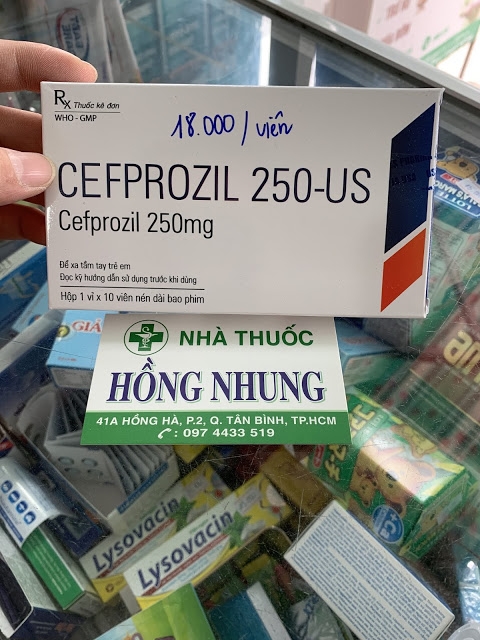 Rx Thuốc kê đơn
WHO - GMP
18.000/viên
CEFPROZIL 250-US
Cefprozil 250mg
Để xa tầm tay trẻ em
Đọc kỹ hướng dẫn sử dụng trước khi dùng
Hộp 1 vỉ x 10 viên nén dài bao phim
NHÀ THUỐC
HỒNG NHUNG
41A HỒNG HÀ, P.2, Q. TÂN BÌNH, TP.HCM
: 097 4433 519
GIẢ
Lysovacin
Lysovacin